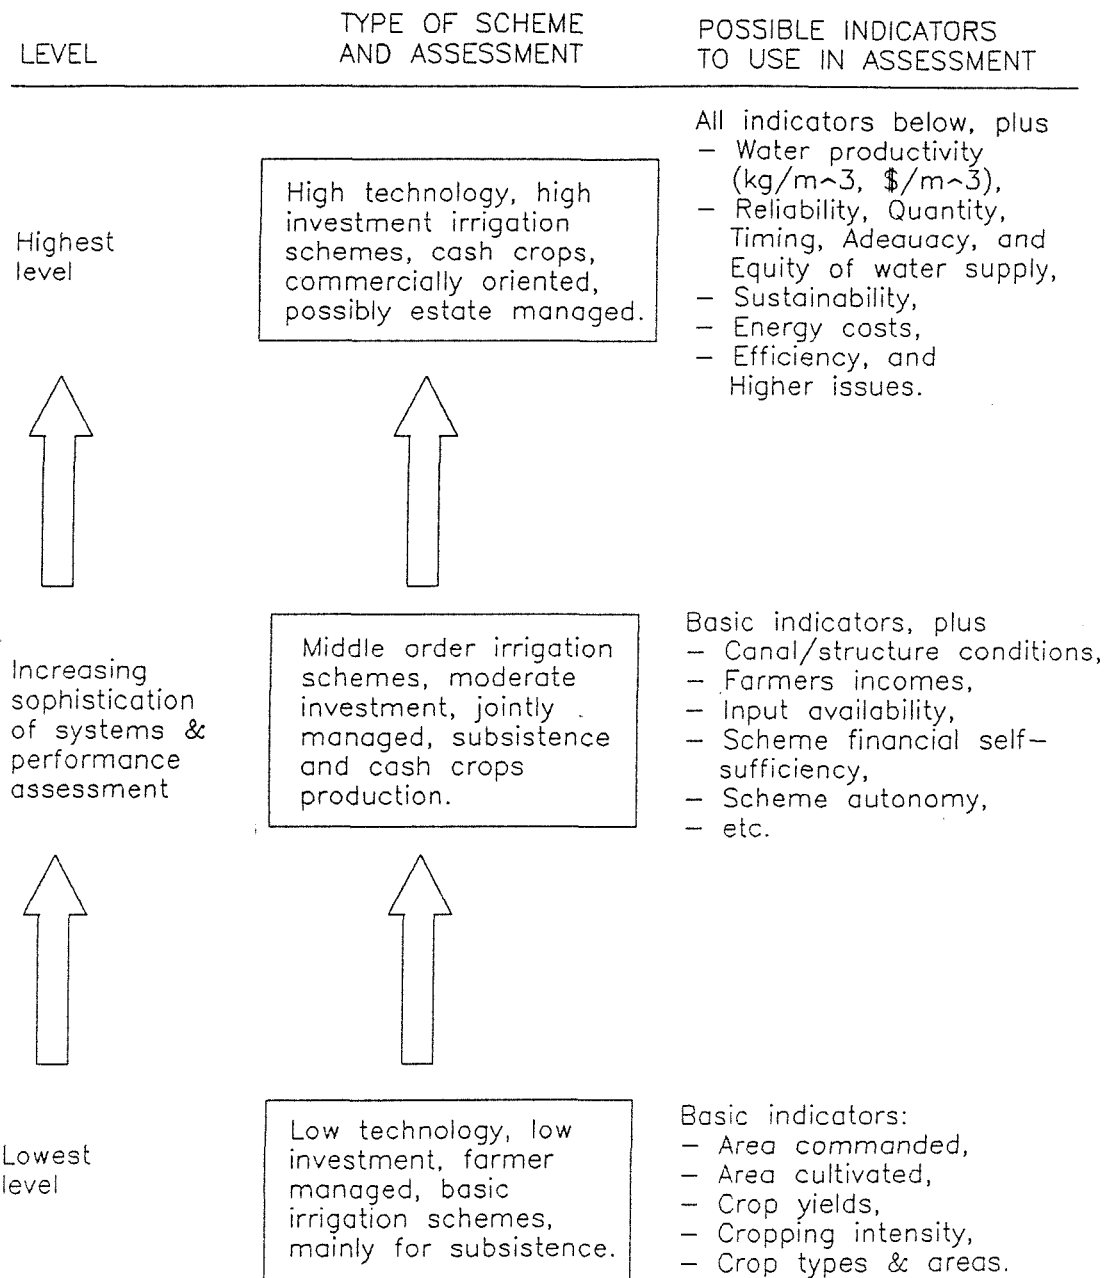 LEVEL
TYPE OF SCHEME
AND ASSESSMENT
POSSIBLE INDICATORS
TO USE IN ASSESSMENT
Highest
level
High technology, high
investment irrigation
schemes, cash crops,
commercially oriented,
possibly estate managed.
All indicators below, plus
– Water productivity
(kg/m^3, $/m^3),
– Reliability, Quantity,
Timing, Adeauacy, and
Equity of water supply,
– Sustainability,
– Energy costs,
– Efficiency, and
Higher issues.
Increasing
sophistication
of systems &
performance
assessment
Middle order irrigation
schemes, moderate
investment, jointly
managed, subsistence
and cash crops
production.
Basic indicators, plus
– Canal/structure conditions,
– Farmers incomes,
– Input availability,
– Scheme financial self–
sufficiency,
– Scheme autonomy,
– etc.
Lowest
level
Low technology, low
investment, farmer
managed, basic
irrigation schemes,
mainly for subsistence.
Basic indicators:
– Area commanded,
– Area cultivated,
– Crop yields,
– Cropping intensity,
– Crop types & areas.